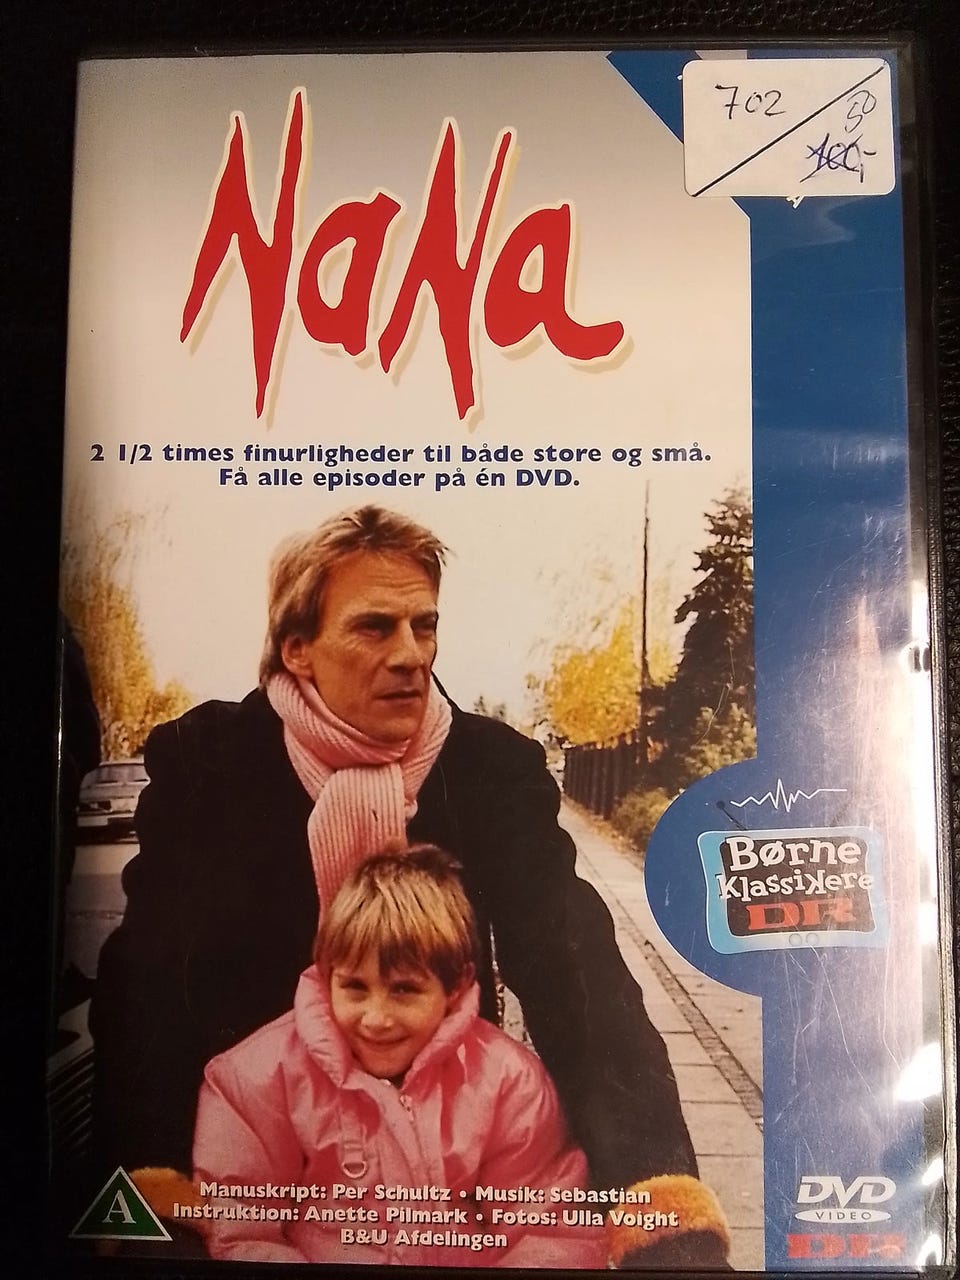 702
50
100,-
NaNa
2 1/2 times finurligheder til både store og små.
Få alle episoder på én DVD.
Børne
Klassikere
DR
Manuskript: Per Schultz • Musik: Sebastian
Instruktion: Anette Pilmark • Fotos: Ulla Voight
B&U Afdelingen
A
DVD
VIDEO
DR